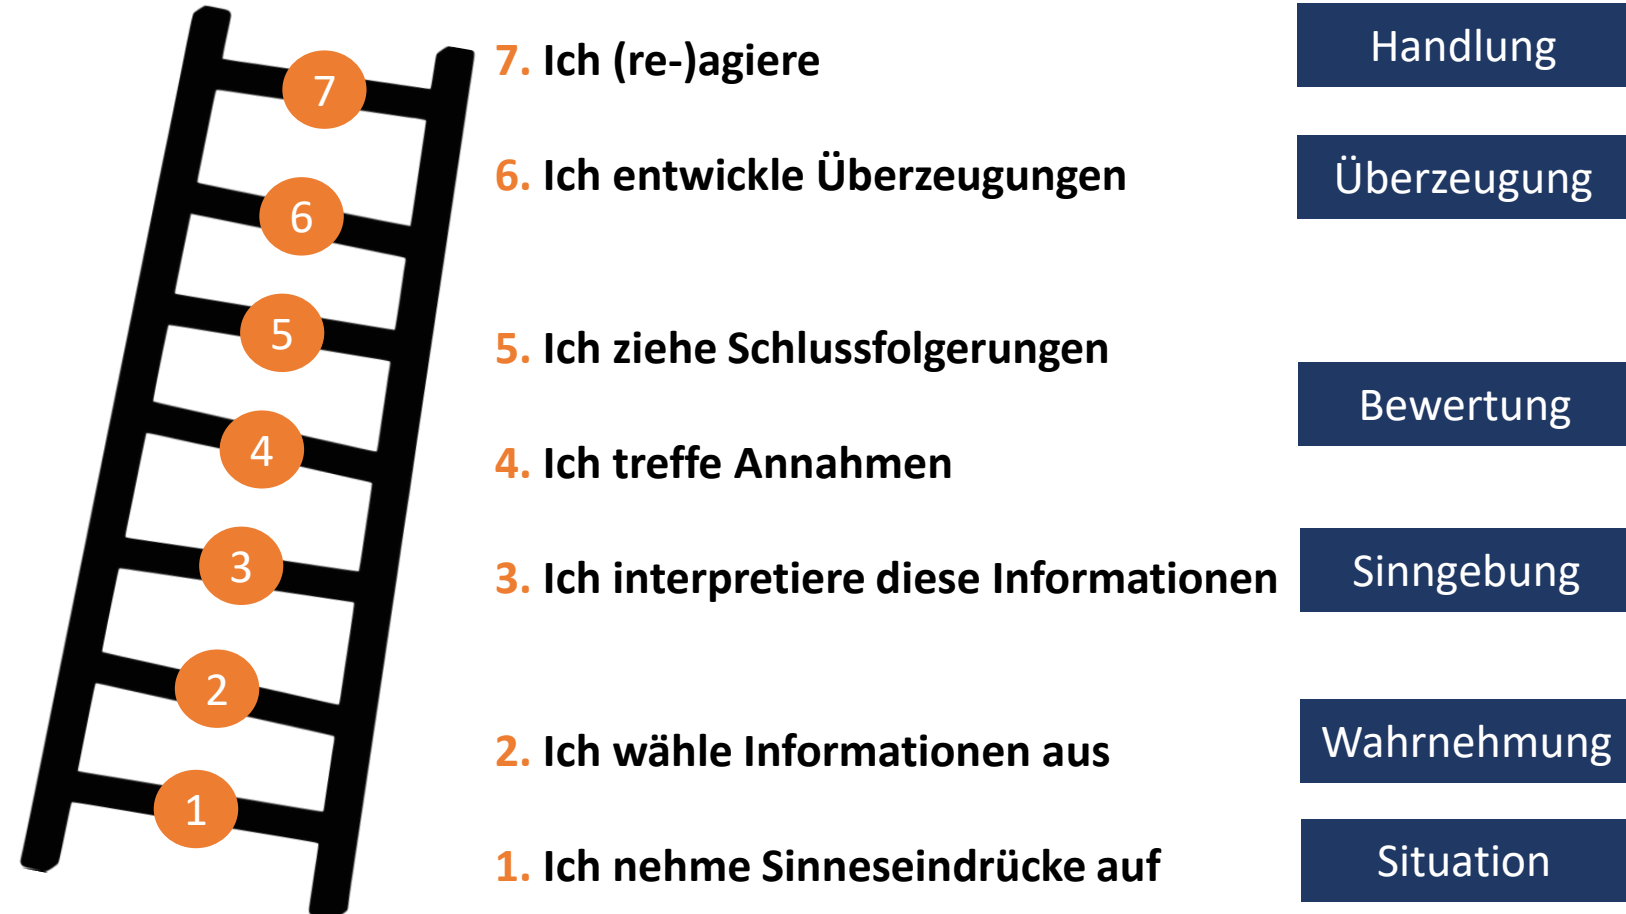 7
7. Ich (re-)agiere
Handlung
6
6. Ich entwickle Überzeugungen
Überzeugung
5
5. Ich ziehe Schlussfolgerungen
Bewertung
4
4. Ich treffe Annahmen
3
3. Ich interpretiere diese Informationen
Sinngebung
2
2. Ich wähle Informationen aus
Wahrnehmung
1
1. Ich nehme Sinneseindrücke auf
Situation